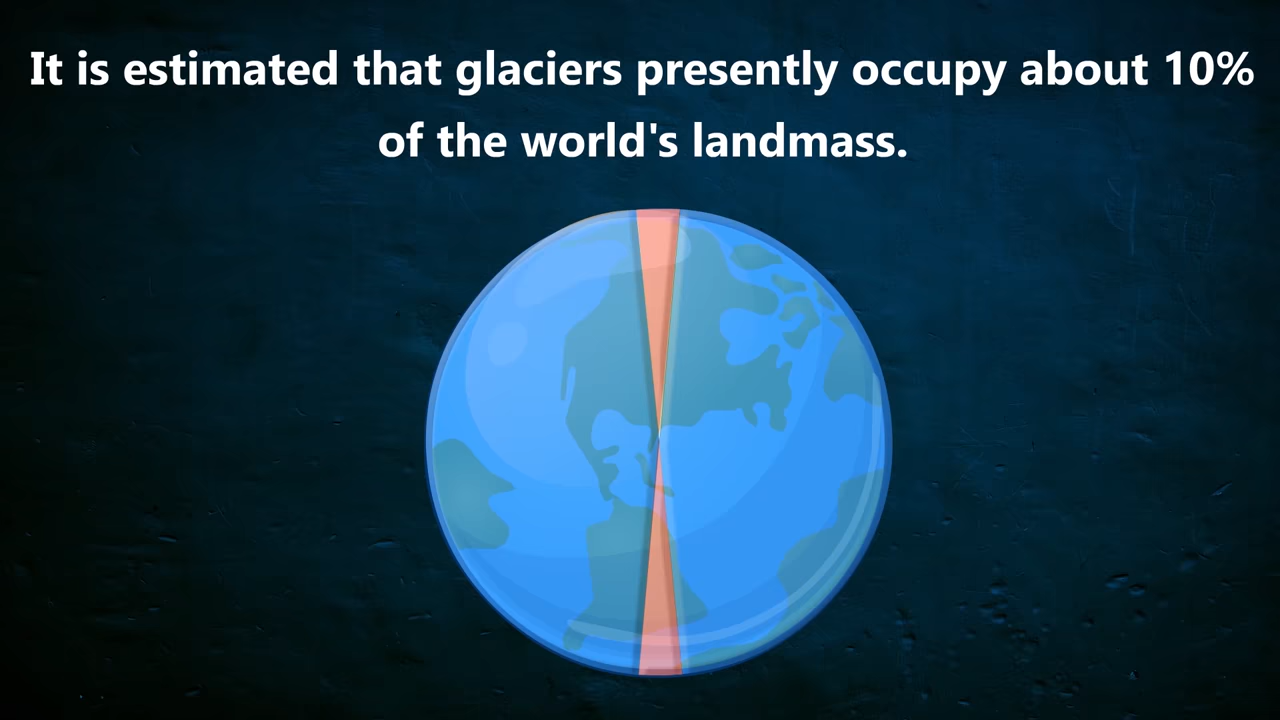 It is estimated that glaciers presently occupy about 10%
of the world's landmass.